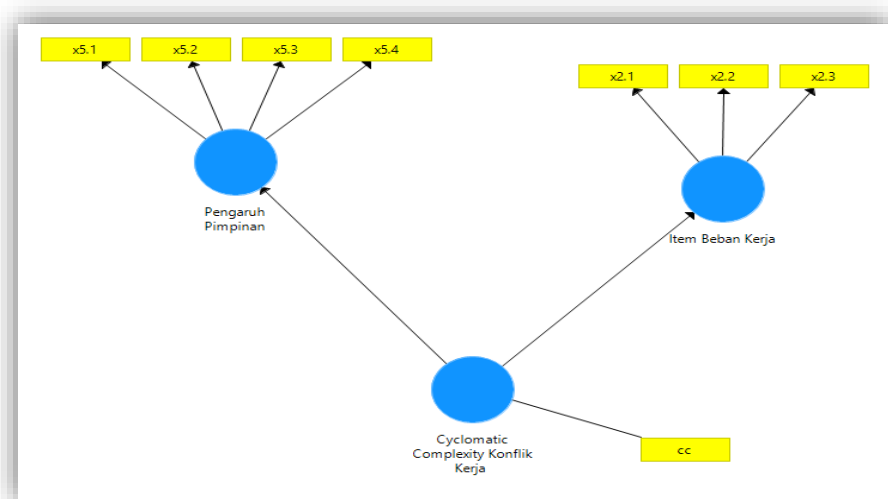 x5.1 x5.2 x5.3 x5.4
x2.1 x2.2 x2.3
Pengaruh
Pimpinan
Item Beban Kerja
Cyclomatic
Complexity Konflik
Kerja
cc